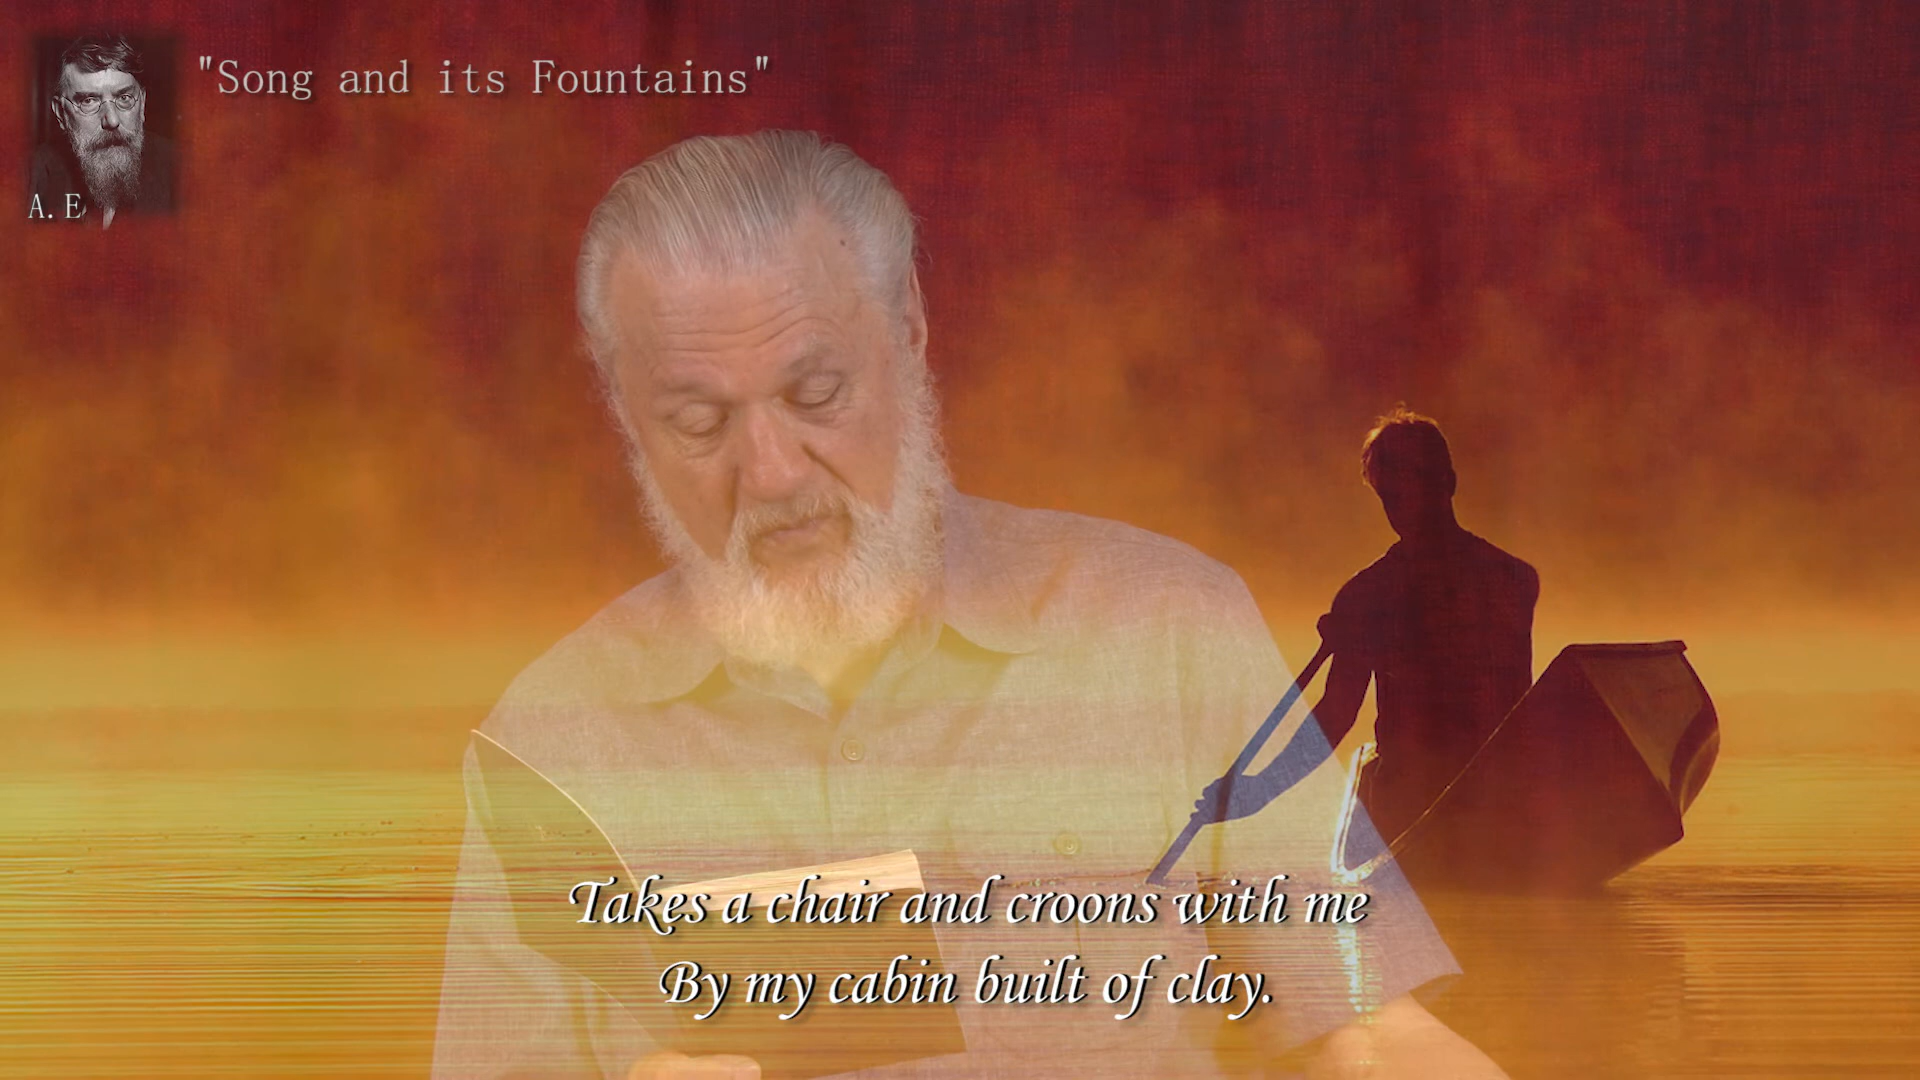 "Song and its Fountains"
A.E
Takes a chair and croons with me
By my cabin built of clay.